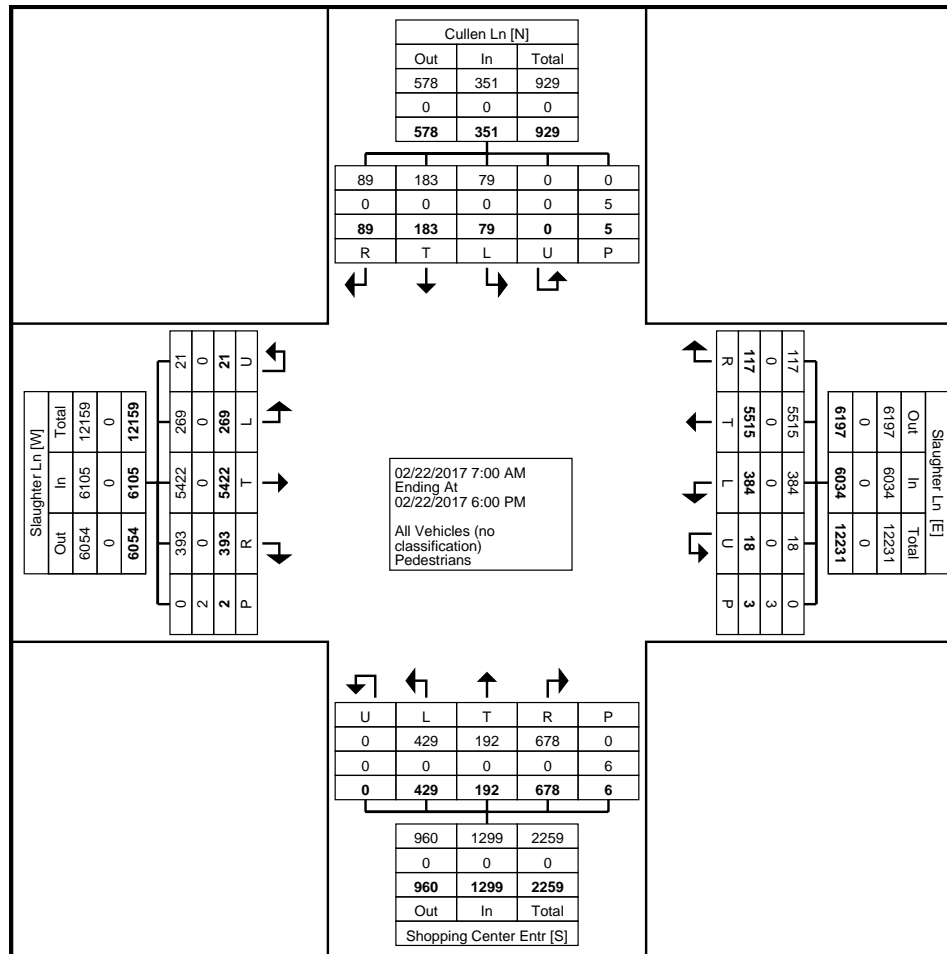 Cullen Ln [N]
Out In Total
578 351 929
0 0 0
578 351 929
89 183 79 0 0
0 0 0 0 5
89 183 79 0 5
R T L U P
Slaughter Ln [W]
Total In Out
12159 6105 6054
0 0 0
12159 6105 6054
21 269 5422 393 0
0 0 0 0 2
21 269 5422 393 2
U L T R P
02/22/2017 7:00 AM
Ending At
02/22/2017 6:00 PM
All Vehicles (no
classification)
Pedestrians
R T L U P
117 5515 384 18 3
0 0 0 0 3
117 5515 384 18 0
6197 6034 12231
0 0 0
6197 6034 12231
Out In Total
Slaughter Ln [E]
U L T R P
0 429 192 678 0
0 0 0 0 6
0 429 192 678 6
960 1299 2259
0 0 0
960 1299 2259
Out In Total
Shopping Center Entr [S]